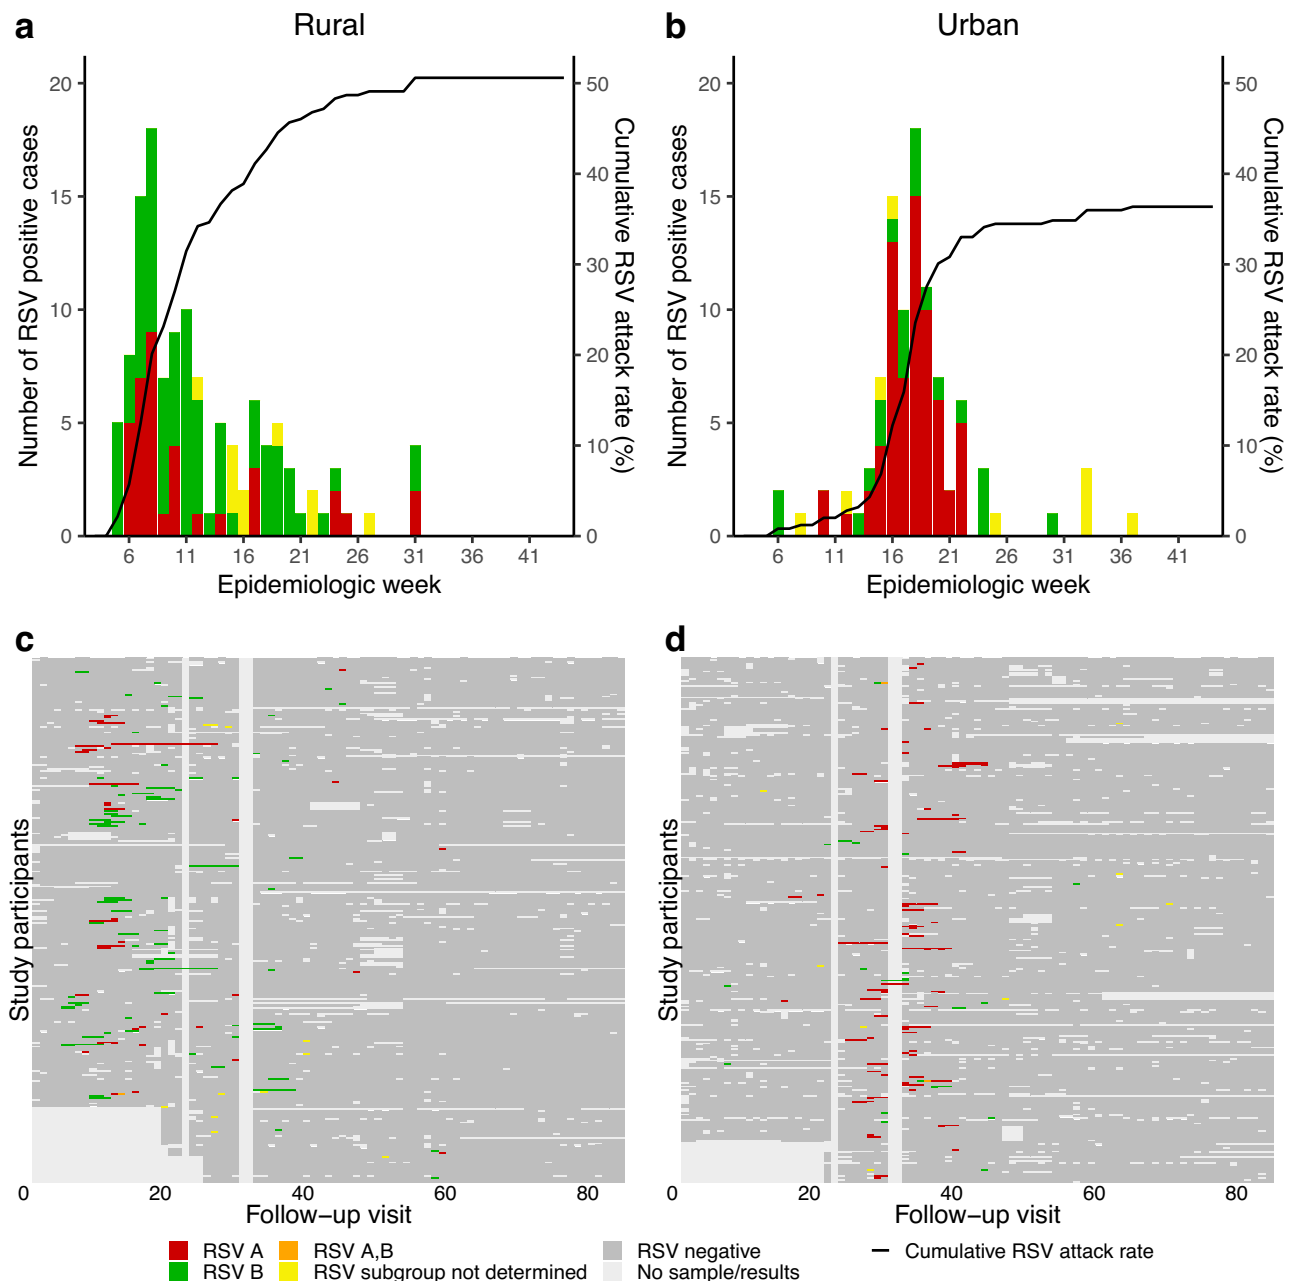 a Rural
Number of RSV positive cases
20
15
10
5
0
Cumulative RSV attack rate (%)
50
40
30
20
10
0
6 11 16 21 26 31 36 41
Epidemiologic week
b Urban
Number of RSV positive cases
20
15
10
5
0
Cumulative RSV attack rate (%)
50
40
30
20
10
0
6 11 16 21 26 31 36 41
Epidemiologic week
c
Study participants
0 20 40 60 80
Follow−up visit
d
Study participants
0 20 40 60 80
Follow−up visit
RSV A
RSV B
RSV A,B
RSV subgroup not determined
RSV negative
No sample/results
Cumulative RSV attack rate